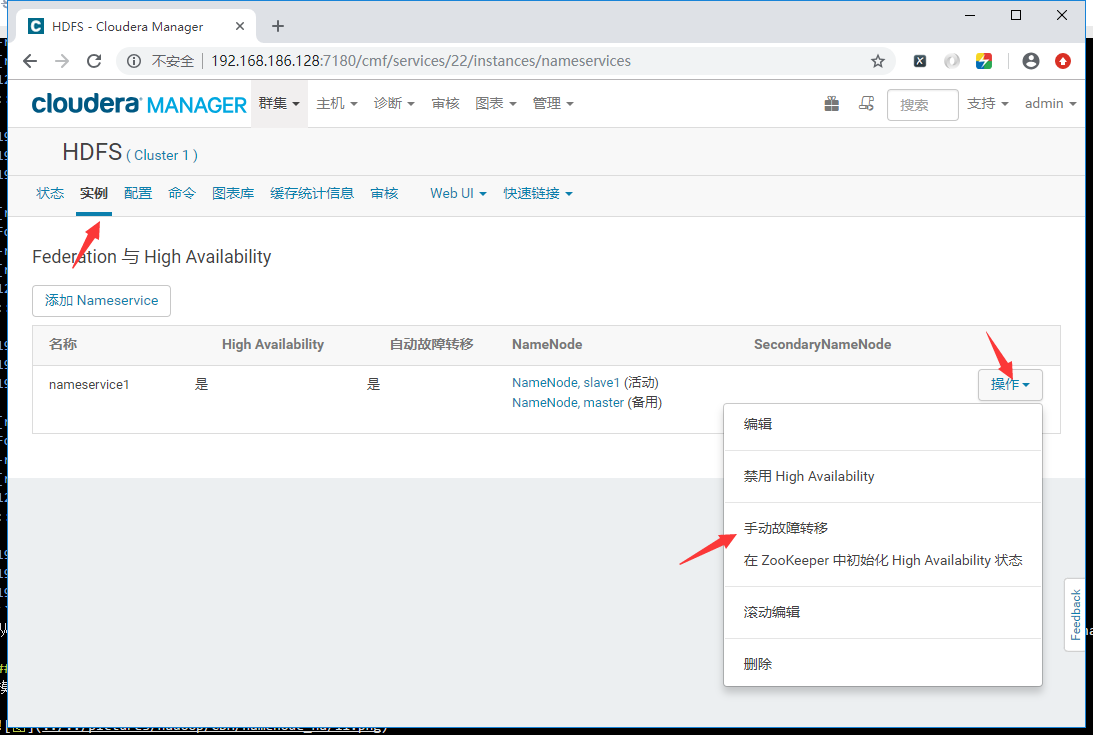 HDFS - Cloudera Manager
不安全 192.168.186.128:7180/cmf/services/22/instances/nameservices
cloudera MANAGER 群集 主机 诊断 审核 图表 管理 搜索 支持 admin
HDFS ( Cluster 1 )
状态 实例 配置 命令 图表库 缓存统计信息 审核 Web UI 快速链接
Federation 与 High Availability
添加 Nameservice
名称 High Availability 自动故障转移 NameNode SecondaryNameNode
nameservice1 是 是 NameNode, slave1 (活动) 操作
NameNode, master (备用)
编辑
禁用 High Availability
手动故障转移
在 ZooKeeper 中初始化 High Availability 状态
滚动编辑
删除
Feedback